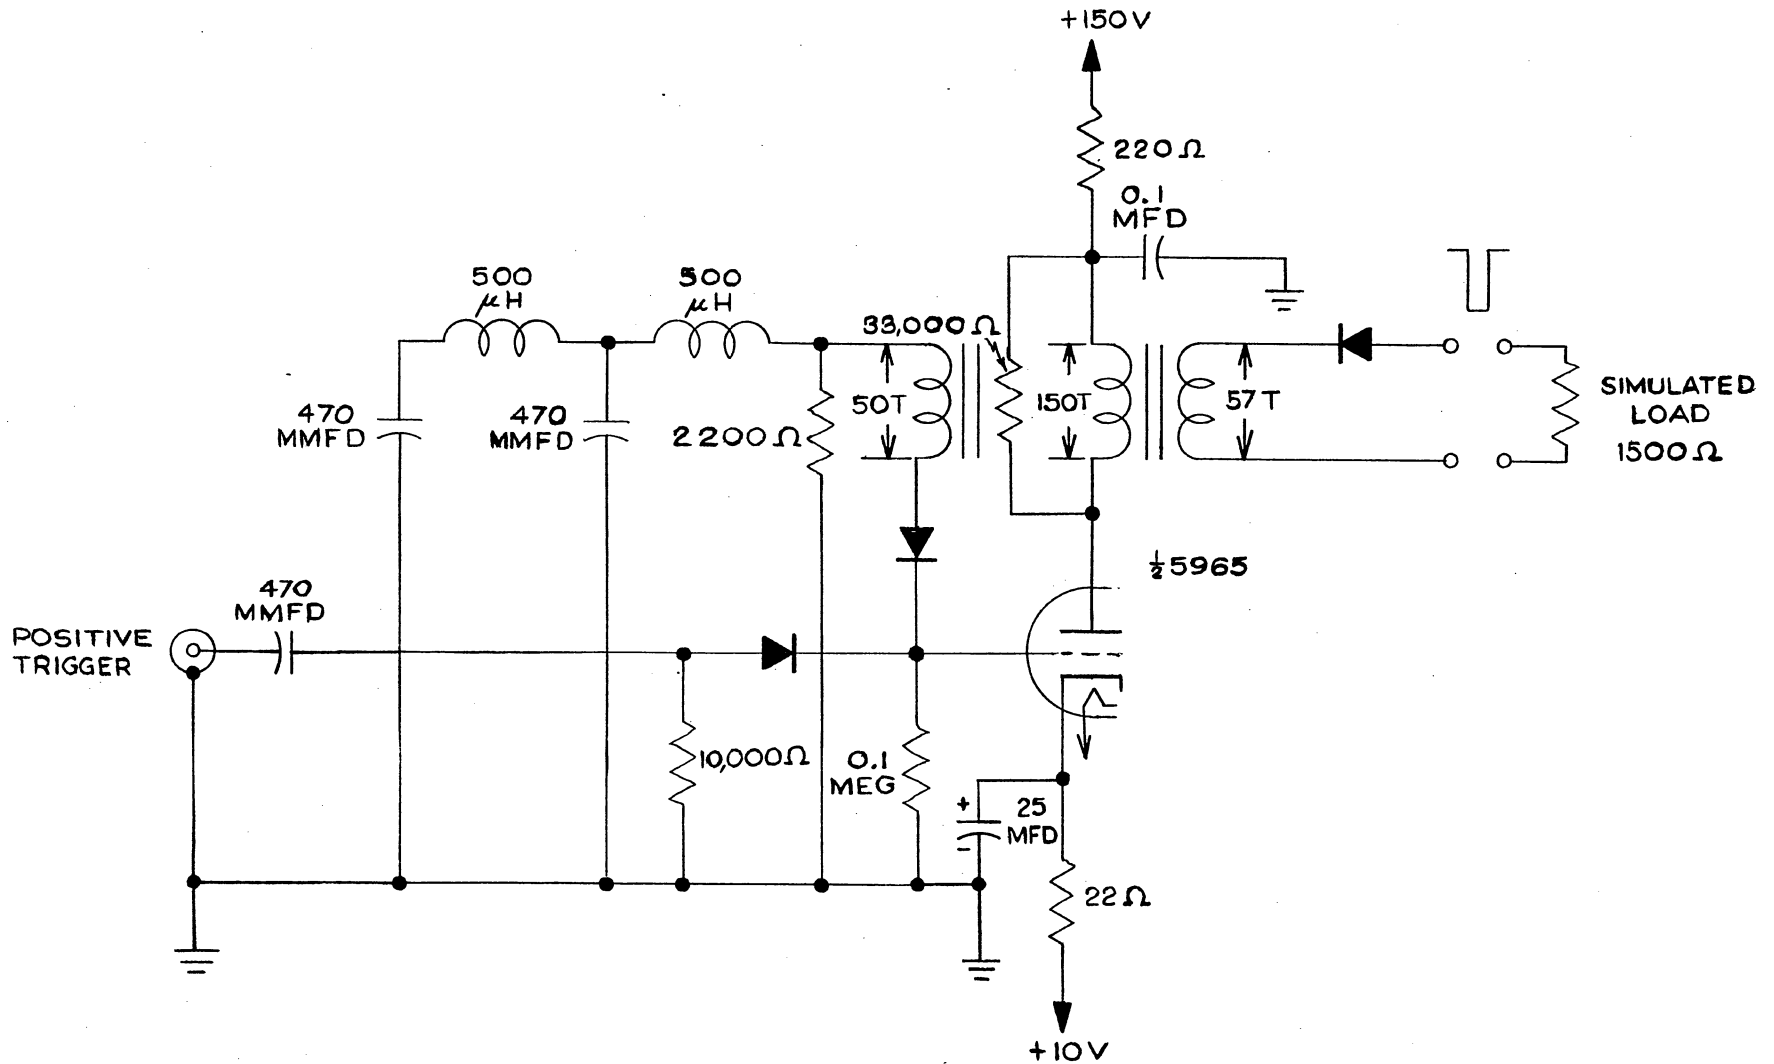 +150V
220Ω
0.1
MFD
500
μH
500
μH
33,000Ω
50T
150T
57T
SIMULATED
LOAD
1500Ω
470
MMFD
470
MMFD
2200Ω
½5965
470
MMFD
POSITIVE
TRIGGER
10,000Ω
0.1
MEG
+
25
MFD
-
22Ω
+10V